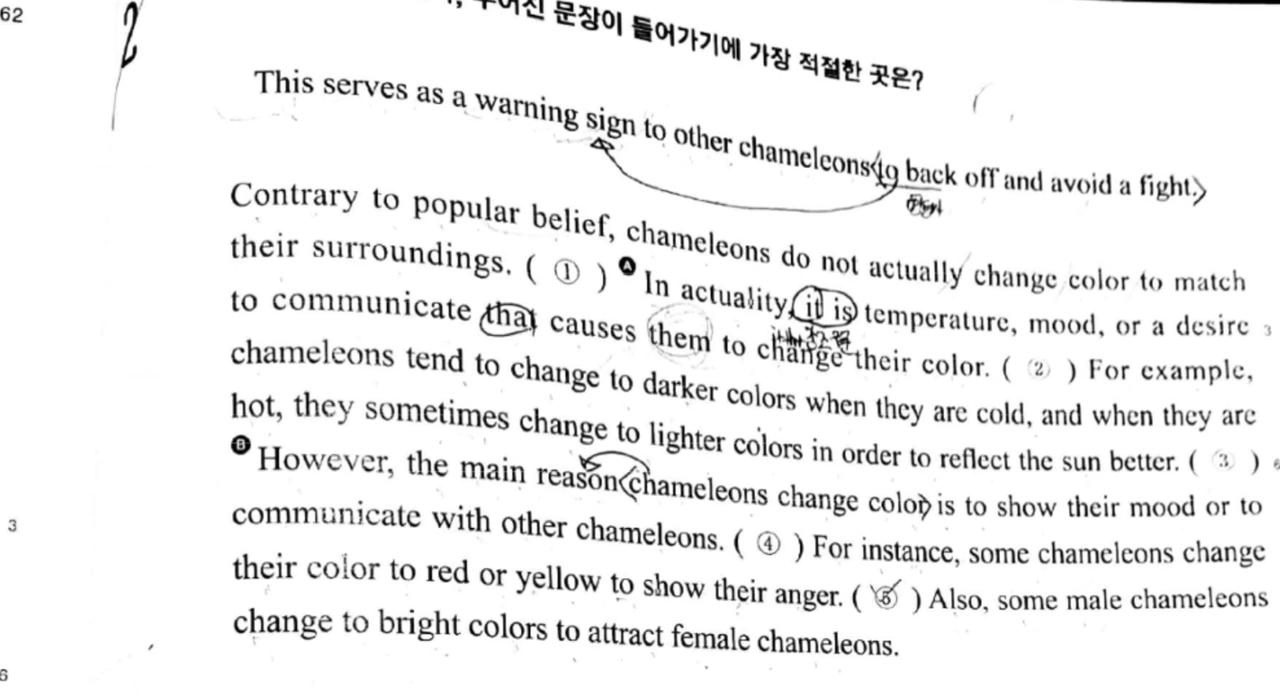 62
2
주어진 문장이 들어가기에 가장 적절한 곳은?
This serves as a warning sign to other chameleons to back off and avoid a fight.
Contrary to popular belief, chameleons do not actually change color to match
their surroundings. ( ① ) Ⓐ In actuality, it is temperature, mood, or a desire 3
to communicate that causes them to change their color. ( ② ) For example,
chameleons tend to change to darker colors when they are cold, and when they are
hot, they sometimes change to lighter colors in order to reflect the sun better. ( ③ )
Ⓑ However, the main reason chameleons change color is to show their mood or to
3
communicate with other chameleons. ( ④ ) For instance, some chameleons change
their color to red or yellow to show their anger. ( ⑤ ) Also, some male chameleons
change to bright colors to attract female chameleons.
6